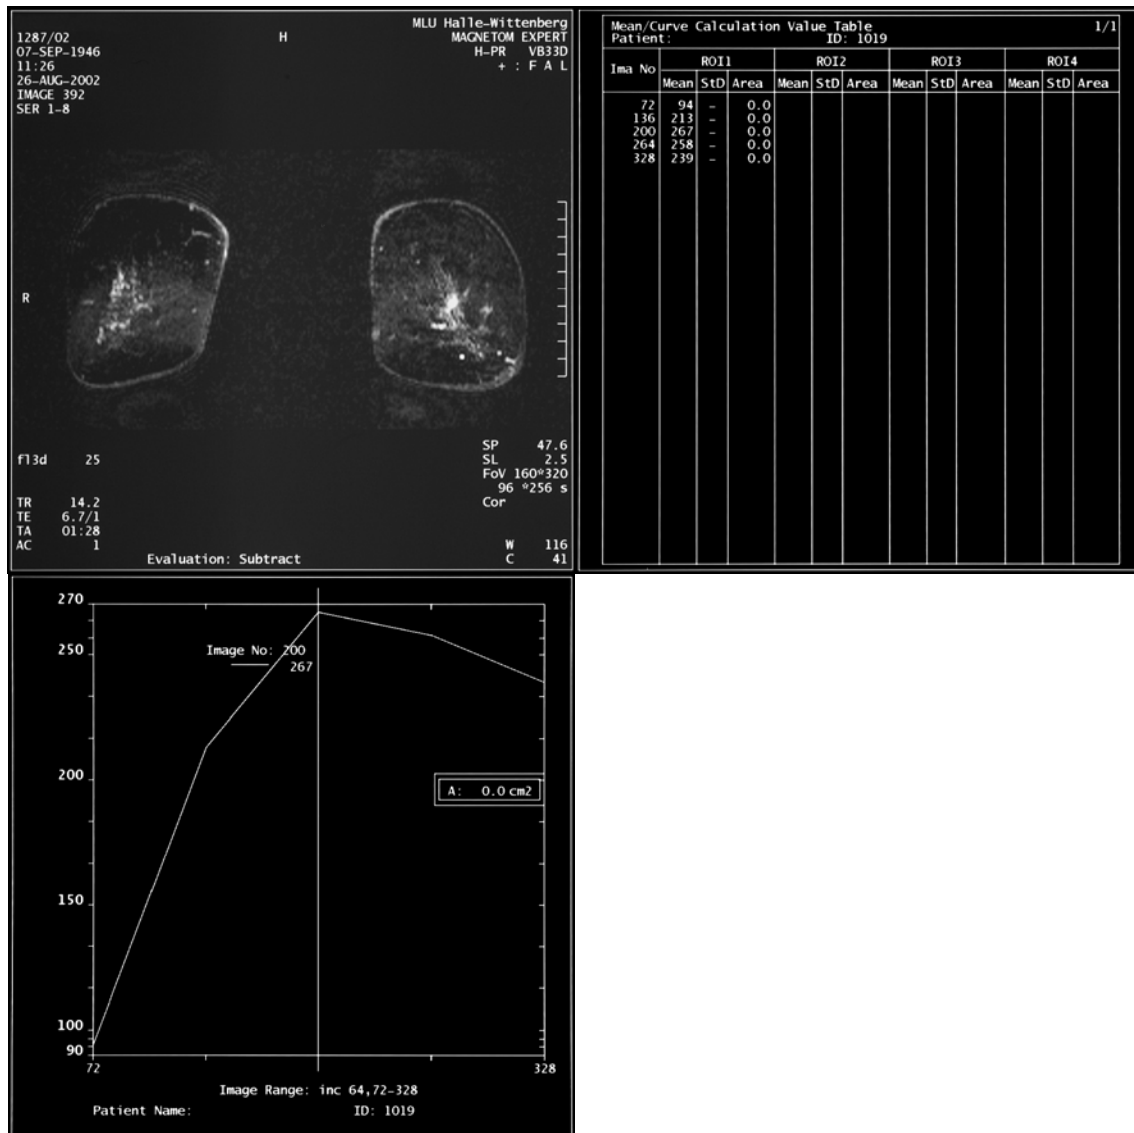 MLU Halle-Wittenberg
1287/02 H MAGNETOM EXPERT
07-SEP-1946 H-PR VB33D
11:26 + : F A L
26-AUG-2002
IMAGE 392
SER 1-8
R
SP 47.6
fl3d 25 SL 2.5
FoV 160*320
96 *256 s
TR 14.2 Cor
TE 6.7/1
TA 01:28
AC 1 W 116
Evaluation: Subtract C 41
Mean/Curve Calculation Value Table 1/1
Patient: ID: 1019
Ima No ROI1 ROI2 ROI3 ROI4
Mean StD Area Mean StD Area Mean StD Area Mean StD Area
72 94 - 0.0
136 213 - 0.0
200 267 - 0.0
264 258 - 0.0
328 239 - 0.0
270
250
Image No: 200
267
200
A: 0.0 cm2
150
100
90
72 328
Image Range: inc 64,72-328
Patient Name: ID: 1019